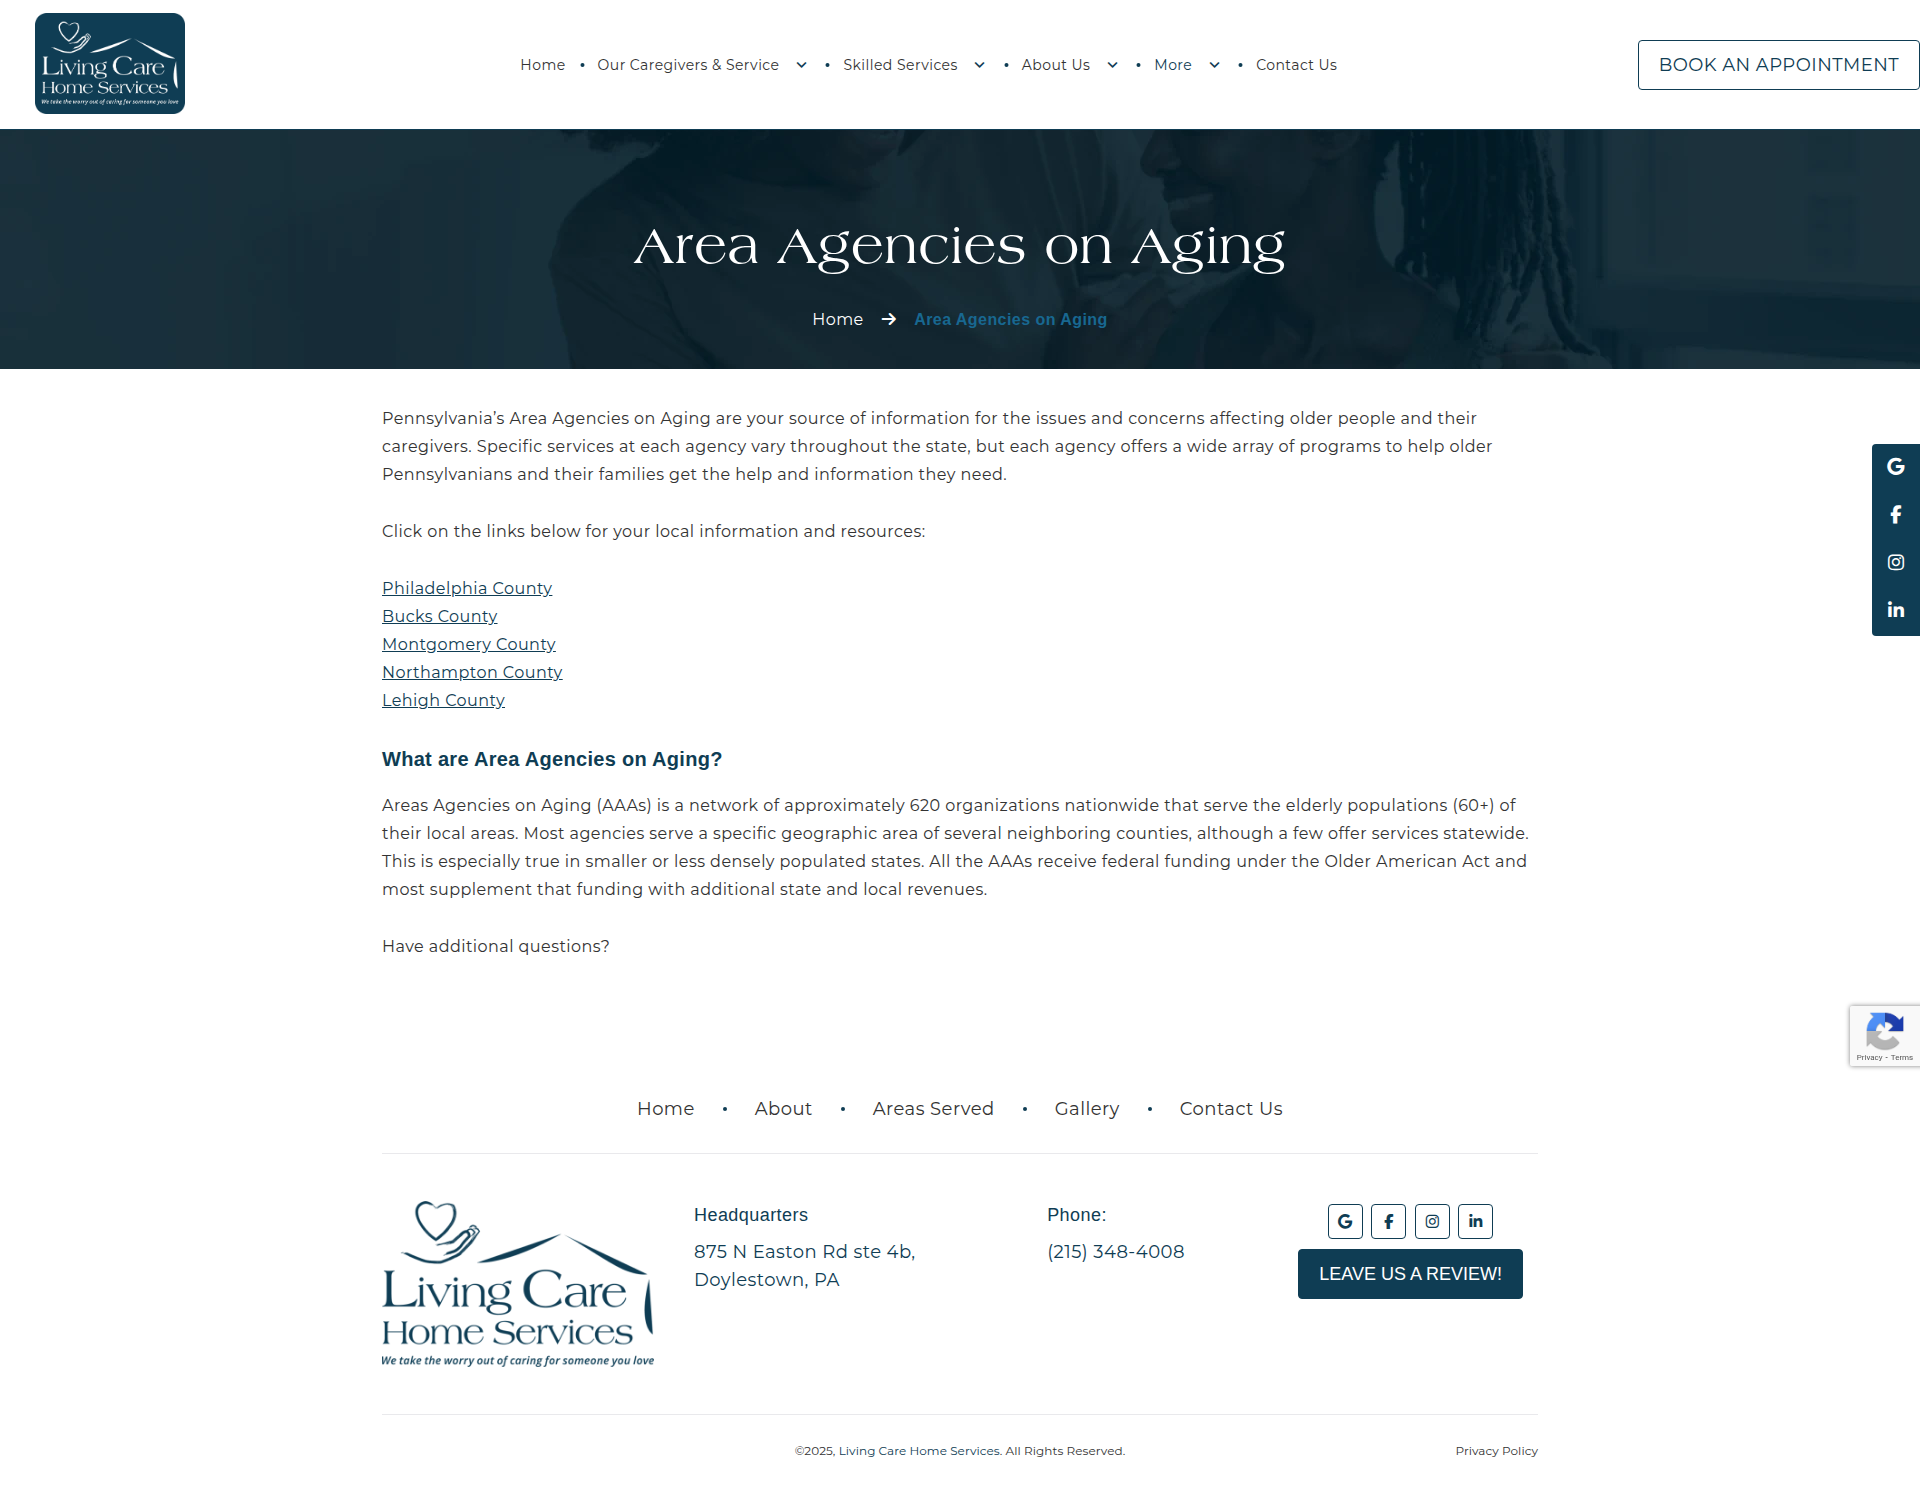 Living Care
Home Services
We take the worry out of caring for someone you love
Home • Our Caregivers & Service • Skilled Services • About Us • More • Contact Us
BOOK AN APPOINTMENT
Area Agencies on Aging
Home → Area Agencies on Aging
Pennsylvania’s Area Agencies on Aging are your source of information for the issues and concerns affecting older people and their
caregivers. Specific services at each agency vary throughout the state, but each agency offers a wide array of programs to help older
Pennsylvanians and their families get the help and information they need.
Click on the links below for your local information and resources:
Philadelphia County
Bucks County
Montgomery County
Northampton County
Lehigh County
What are Area Agencies on Aging?
Areas Agencies on Aging (AAAs) is a network of approximately 620 organizations nationwide that serve the elderly populations (60+) of
their local areas. Most agencies serve a specific geographic area of several neighboring counties, although a few offer services statewide.
This is especially true in smaller or less densely populated states. All the AAAs receive federal funding under the Older American Act and
most supplement that funding with additional state and local revenues.
Have additional questions?
Privacy - Terms
Home • About • Areas Served • Gallery • Contact Us
Living Care
Home Services
We take the worry out of caring for someone you love
Headquarters
875 N Easton Rd ste 4b,
Doylestown, PA
Phone:
(215) 348-4008
LEAVE US A REVIEW!
©2025, Living Care Home Services. All Rights Reserved.
Privacy Policy